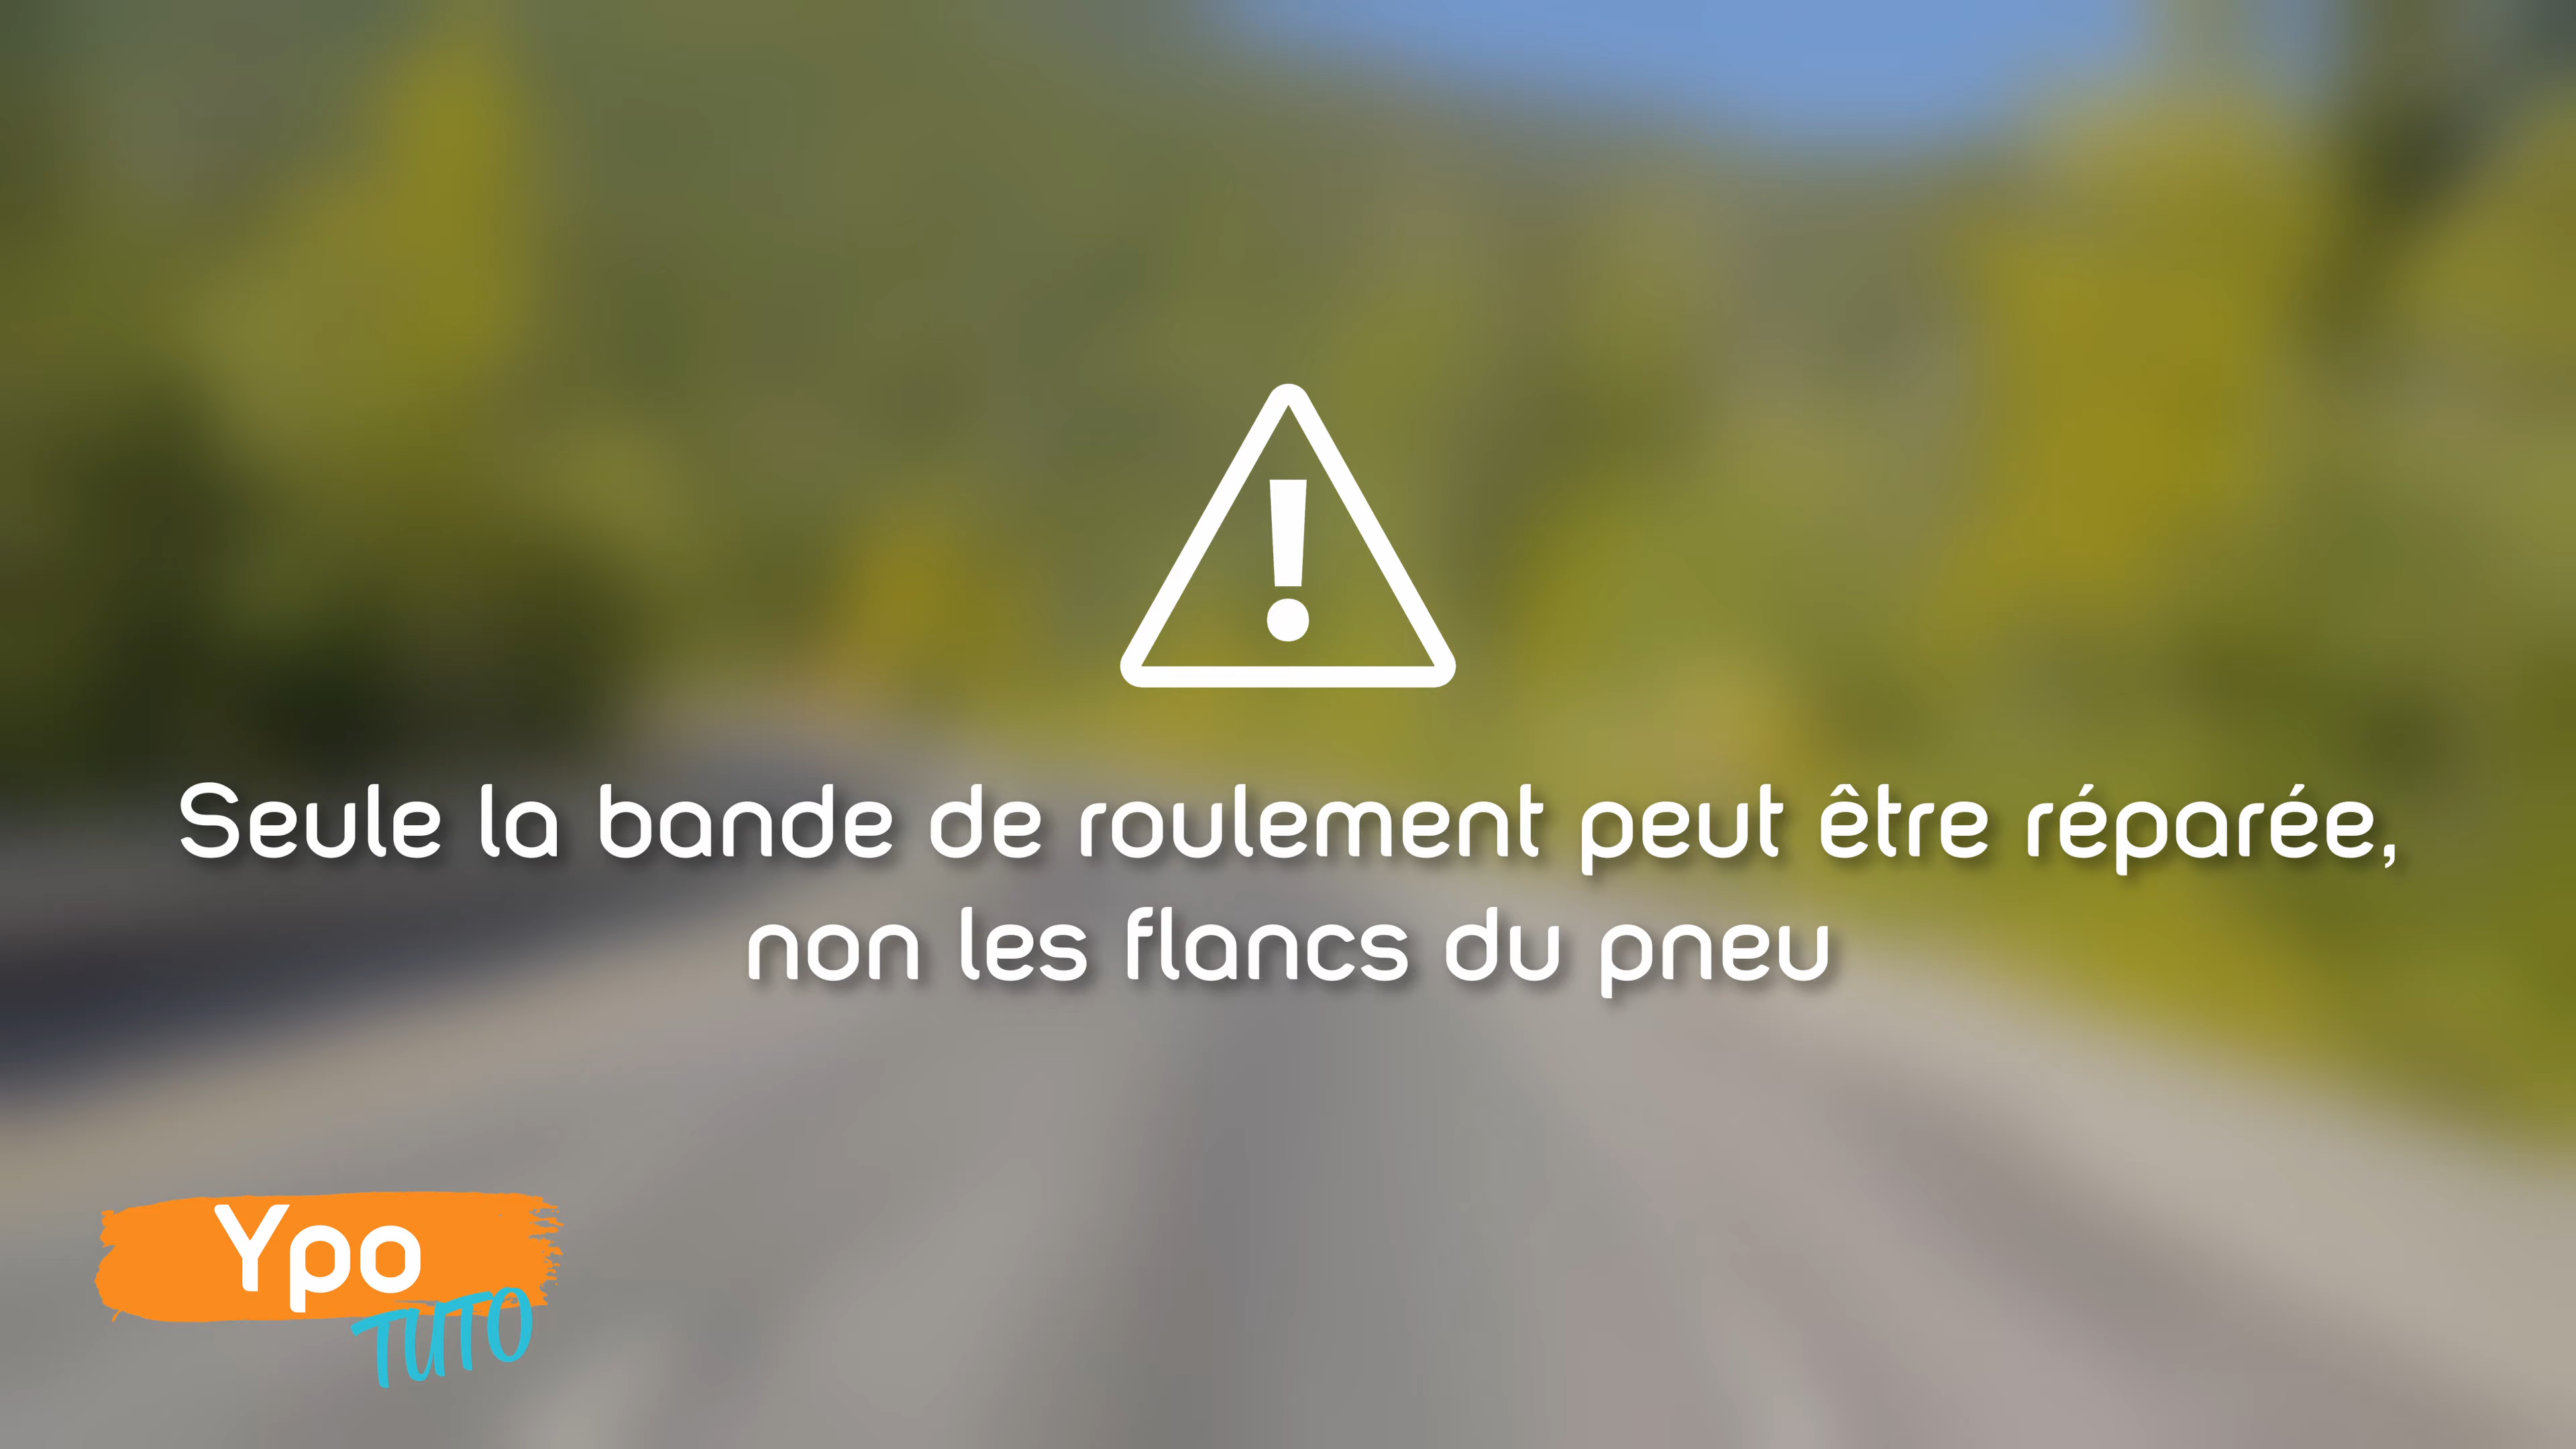 Seule la bande de roulement peut être réparée,
non les flancs du pneu
Ypo
TUTO